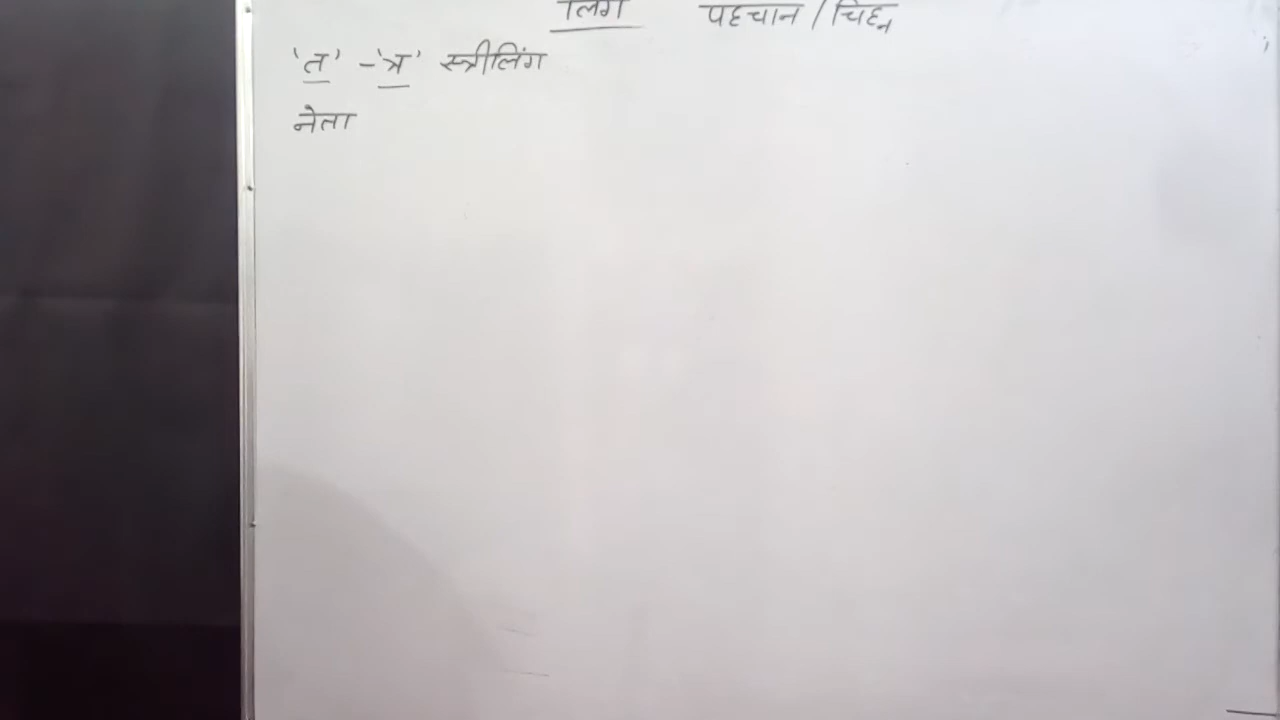 लिंग पहचान / चिह्न
'त' - 'त्र' स्त्रीलिंग
नेता